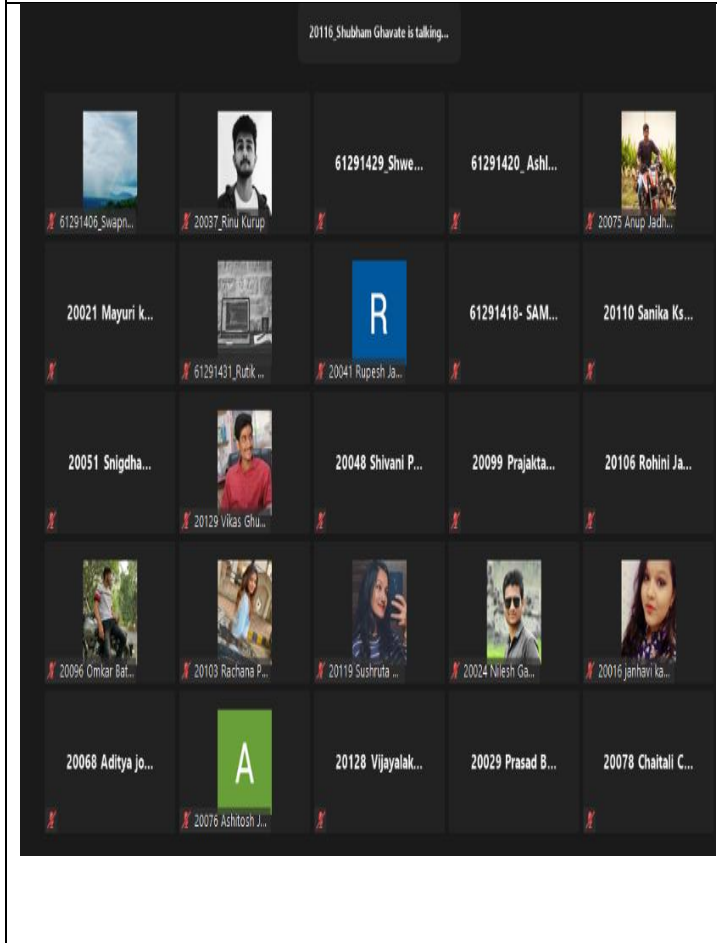 20116_Shubham Ghavate is talking...
61291406_Swapn...
20037_Rinu Kurup
61291429_Shwe...
61291420_ Ashl...
20075 Anup Jadh...
20021 Mayuri k...
61291431_Rutik ...
R
20041 Rupesh Ja...
61291418- SAM...
20110 Sanika Ks...
20051 Snigdha...
20129 Vikas Ghu...
20048 Shivani P...
20099 Prajakta...
20106 Rohini Ja...
20096 Omkar Bat...
20103 Rachana P...
20119 Sushruta ...
20024 Nilesh Ga...
20016 janhavi ka...
20068 Aditya jo...
A
20076 Ashitosh J...
20128 Vijayalak...
20029 Prasad B...
20078 Chaitali C...